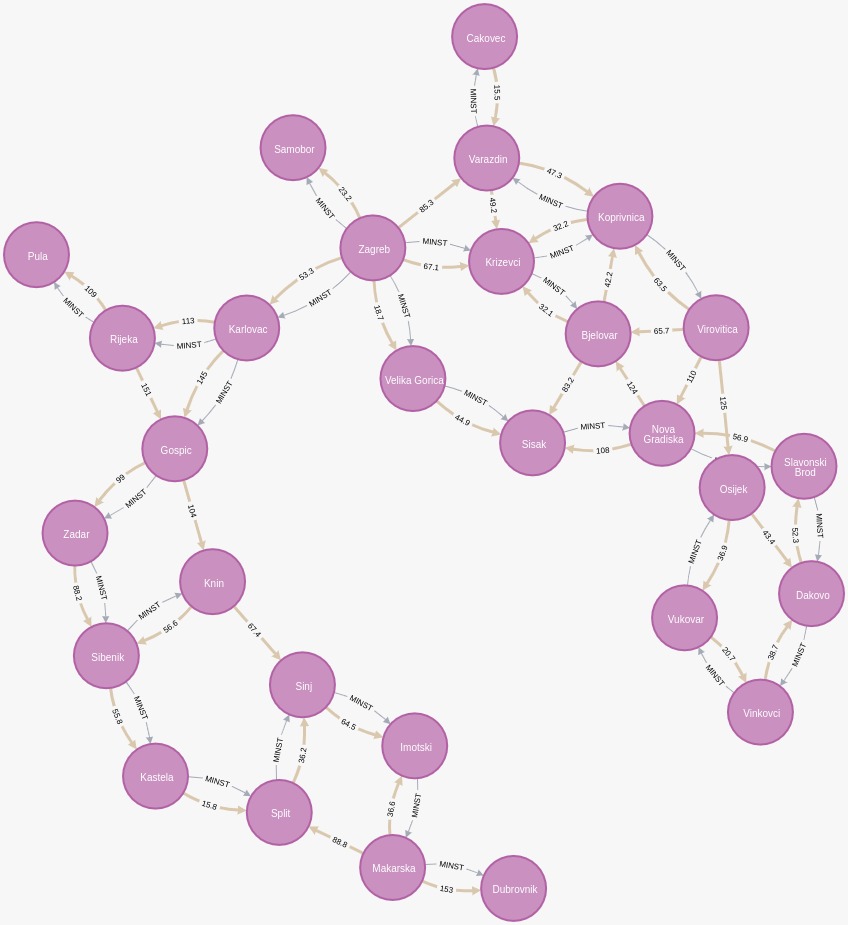 Cakovec
MINST
15.5
Samobor
Varazdin
47.3
23.2
MINST
85.3
49.2
MINST
Koprivnica
32.2
Pula
Zagreb
MINST
67.1
Krizevci
MINST
MINST
109
MINST
53.3
MINST
18.7
MINST
MINST
42.2
63.5
32.1
Rijeka
113
MINST
Karlovac
Bjelovar
65.7
Virovitica
151
145
MINST
Velika Gorica
MINST
44.9
83.2
124
110
125
Gospic
Sisak
MINST
108
Nova
Gradiska
56.9
Slavonski
Brod
99
MINST
104
Osijek
Zadar
MINST
36.9
43.4
52.3
MINST
88.2
MINST
Knin
MINST
56.6
67.4
Dakovo
Vukovar
Sibenik
20.7
MINST
38.7
MINST
Sinj
MINST
64.5
55.8
MINST
Vinkovci
Imotski
MINST
36.2
Kastela
MINST
15.8
Split
36.6
MINST
88.8
Makarska
MINST
153
Dubrovnik